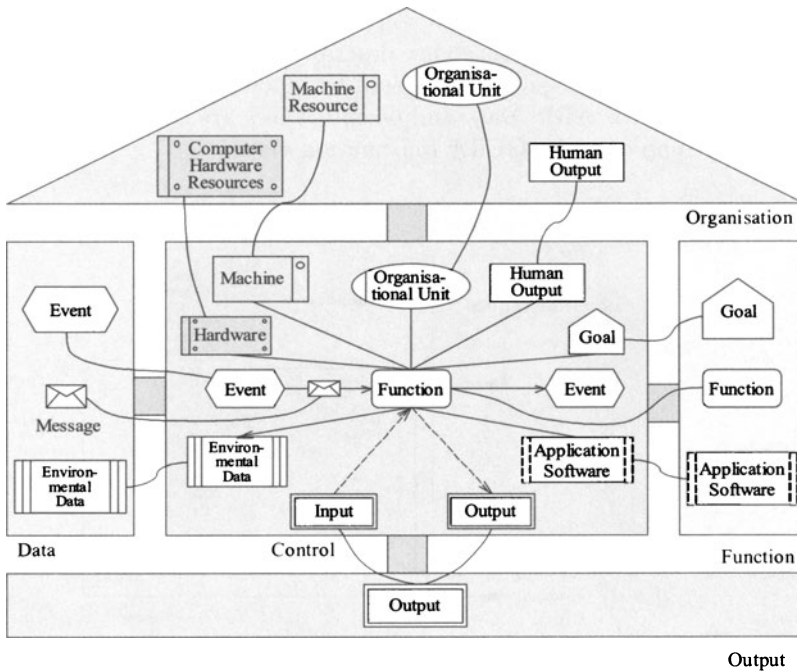 Organisa-
tional Unit
Machine
Resource
Computer
Hardware
Resources
Human
Output
Organisation
Event
Machine
Organisa-
tional Unit
Human
Output
Goal
Goal
Hardware
Event
Function
Event
Function
Message
Environ-
mental
Data
Environ-
mental
Data
Application
Software
Application
Software
Input
Output
Data
Control
Function
Output
Output